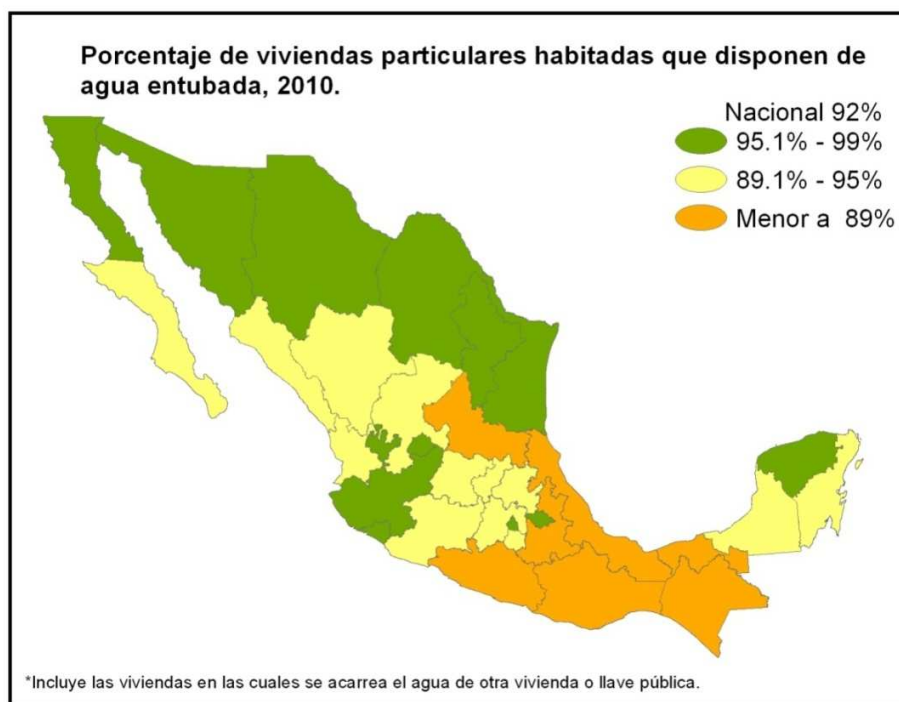 Porcentaje de viviendas particulares habitadas que disponen de
agua entubada, 2010.
Nacional 92%
95.1% - 99%
89.1% - 95%
Menor a 89%
*Incluye las viviendas en las cuales se acarrea el agua de otra vivienda o llave pública.